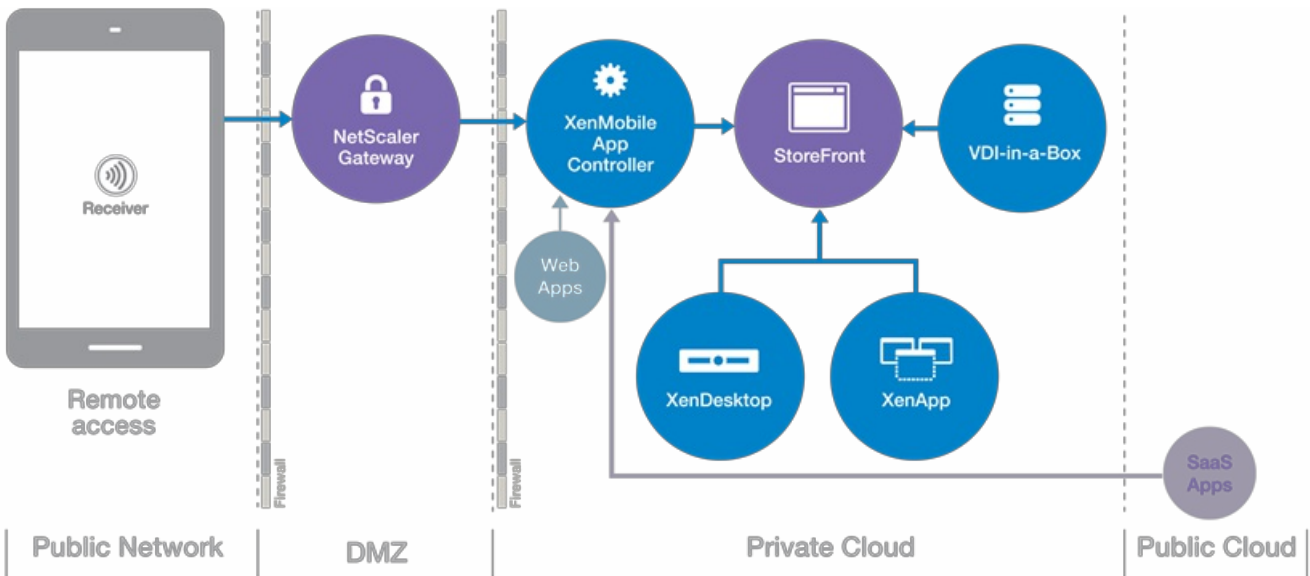 Receiver
Remote
access
Firewall
NetScaler
Gateway
Firewall
XenMobile
App
Controller
StoreFront
VDI-in-a-Box
Web
Apps
XenDesktop
XenApp
SaaS
Apps
Public Network
DMZ
Private Cloud
Public Cloud